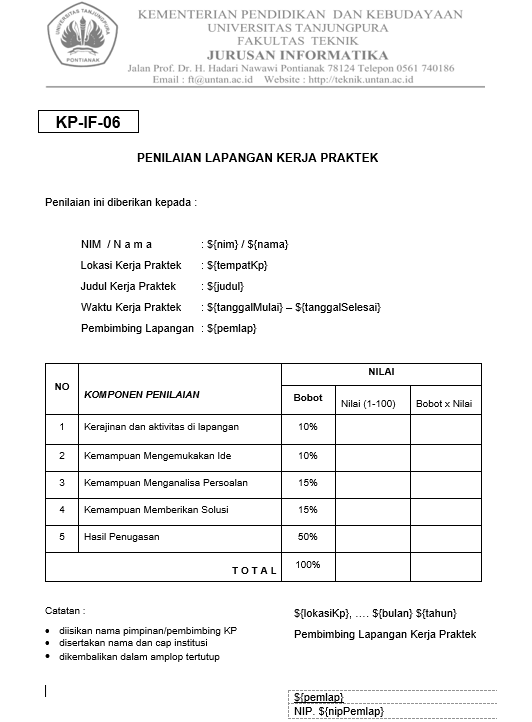 UNIVERSITAS TANJUNGPURA
PONTIANAK
KEMENTERIAN PENDIDIKAN DAN KEBUDAYAAN
UNIVERSITAS TANJUNGPURA
FAKULTAS TEKNIK
JURUSAN INFORMATIKA
Jalan Prof. Dr. H. Hadari Nawawi Pontianak 78124 Telepon 0561 740186
Email : ft@untan.ac.id Website : http://teknik.untan.ac.id
KP-IF-06
PENILAIAN LAPANGAN KERJA PRAKTEK
Penilaian ini diberikan kepada :
NIM / N a m a : ${nim} / ${nama}
Lokasi Kerja Praktek : ${tempatKp}
Judul Kerja Praktek : ${judul}
Waktu Kerja Praktek : ${tanggalMulai} – ${tanggalSelesai}
Pembimbing Lapangan : ${pemlap}
NO KOMPONEN PENILAIAN NILAI
Bobot Nilai (1-100) Bobot x Nilai
1 Kerajinan dan aktivitas di lapangan 10%
2 Kemampuan Mengemukakan Ide 10%
3 Kemampuan Menganalisa Persoalan 15%
4 Kemampuan Memberikan Solusi 15%
5 Hasil Penugasan 50%
T O T A L 100%
Catatan :
• diisikan nama pimpinan/pembimbing KP
• disertakan nama dan cap institusi
• dikembalikan dalam amplop tertutup
${lokasiKp}, .... ${bulan} ${tahun}
Pembimbing Lapangan Kerja Praktek
${pemlap}
NIP. ${nipPemlap}